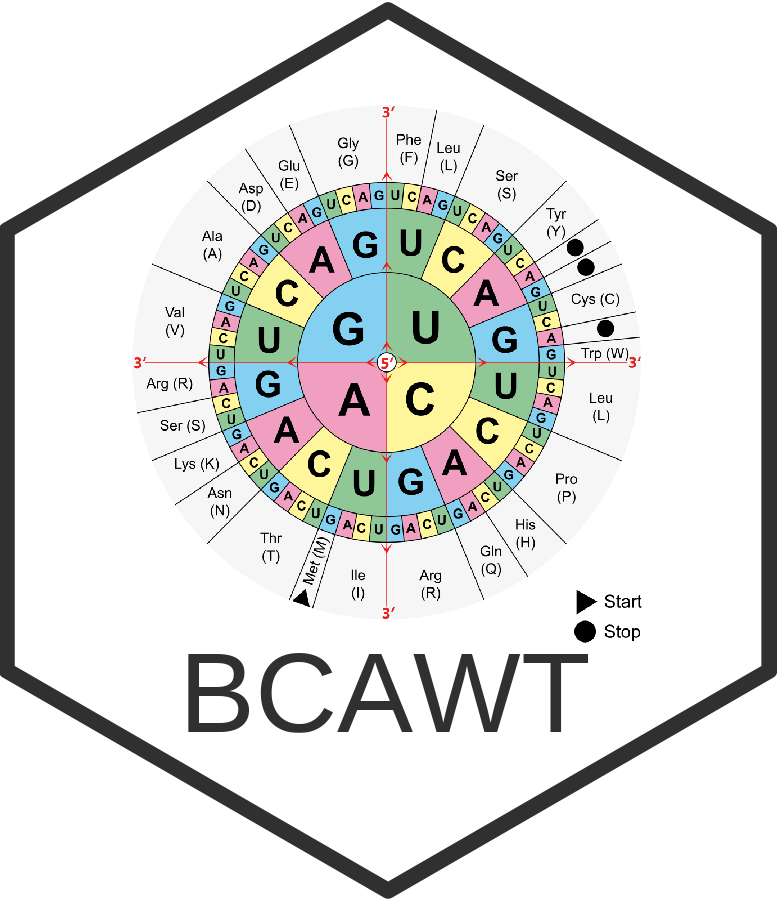 3'
Phe
(F)
Leu
(L)
Ser
(S)
Tyr
(Y)
Cys (C)
Trp (W)
3'
Leu
(L)
Pro
(P)
His
(H)
Gln
(Q)
Arg
(R)
3'
Ile
(I)
Met (M)
Thr
(T)
Asn
(N)
Lys (K)
Ser (S)
Arg (R)
3'
Val
(V)
Ala
(A)
Asp
(D)
Glu
(E)
Gly
(G)
U C A G U C A G U C A G U C A G
U C A G U C A G U C A G U C A G
U C A G U C A G U C A G U C A G
U C A G U C A G U C A G U C A G
U C A G
U C A G
U C A G
U C A G
U C A G
5'
Start
Stop
BCAWT